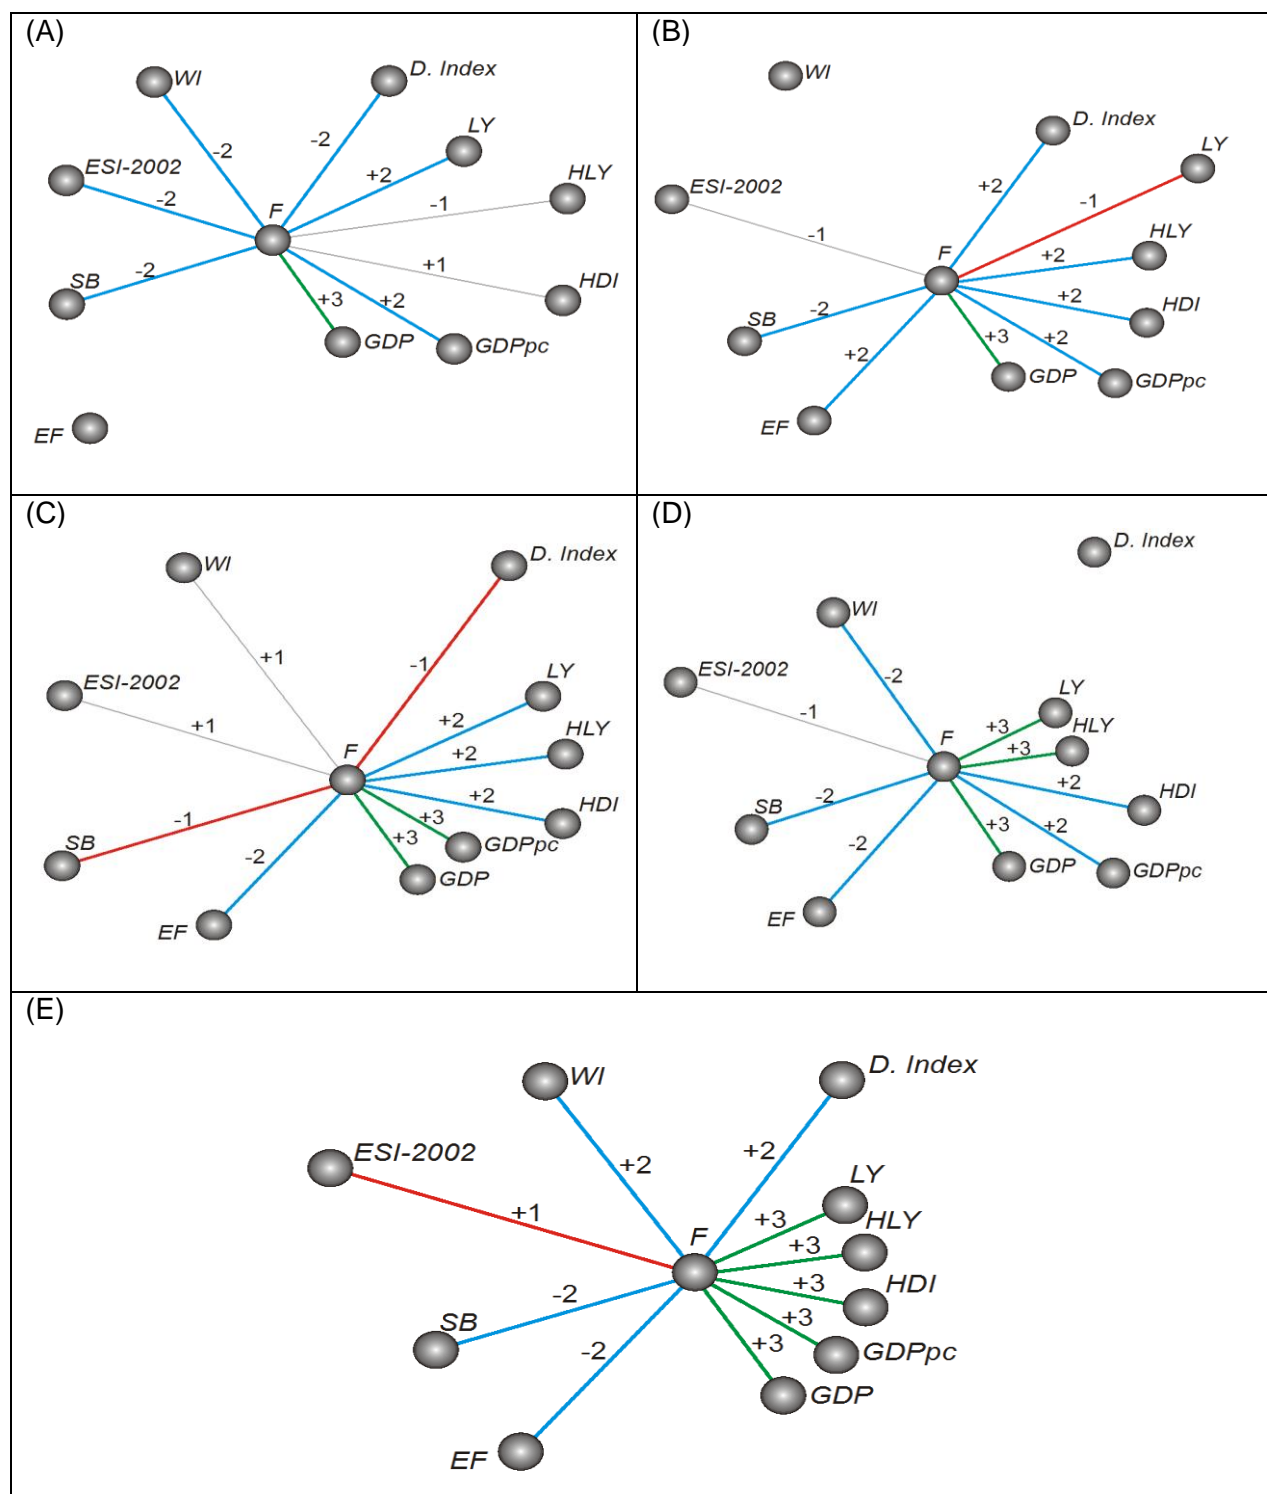 (A)
WI
D. Index
LY
-2
-2
ESI-2002
+2
HLY
-2
F
-1
SB
-2
+1
HDI
+3
+2
GDP
GDPpc
EF
(B)
WI
D. Index
LY
ESI-2002
+2
-1
-1
F
HLY
+2
SB
-2
+2
HDI
+3
+2
+2
GDP
GDPpc
EF
(C)
WI
D. Index
ESI-2002
+1
-1
LY
+1
+2
F
HLY
+2
SB
-1
+2
HDI
+3
+3
GDPpc
-2
GDP
EF
(D)
D. Index
WI
ESI-2002
-2
LY
-1
F
+3
HLY
+3
SB
-2
+2
HDI
+3
+2
-2
GDP
GDPpc
EF
(E)
WI
D. Index
ESI-2002
+2
+2
LY
+1
+3
HLY
F
+3
HDI
-2
+3
SB
+3
GDPpc
-2
+3
GDP
EF